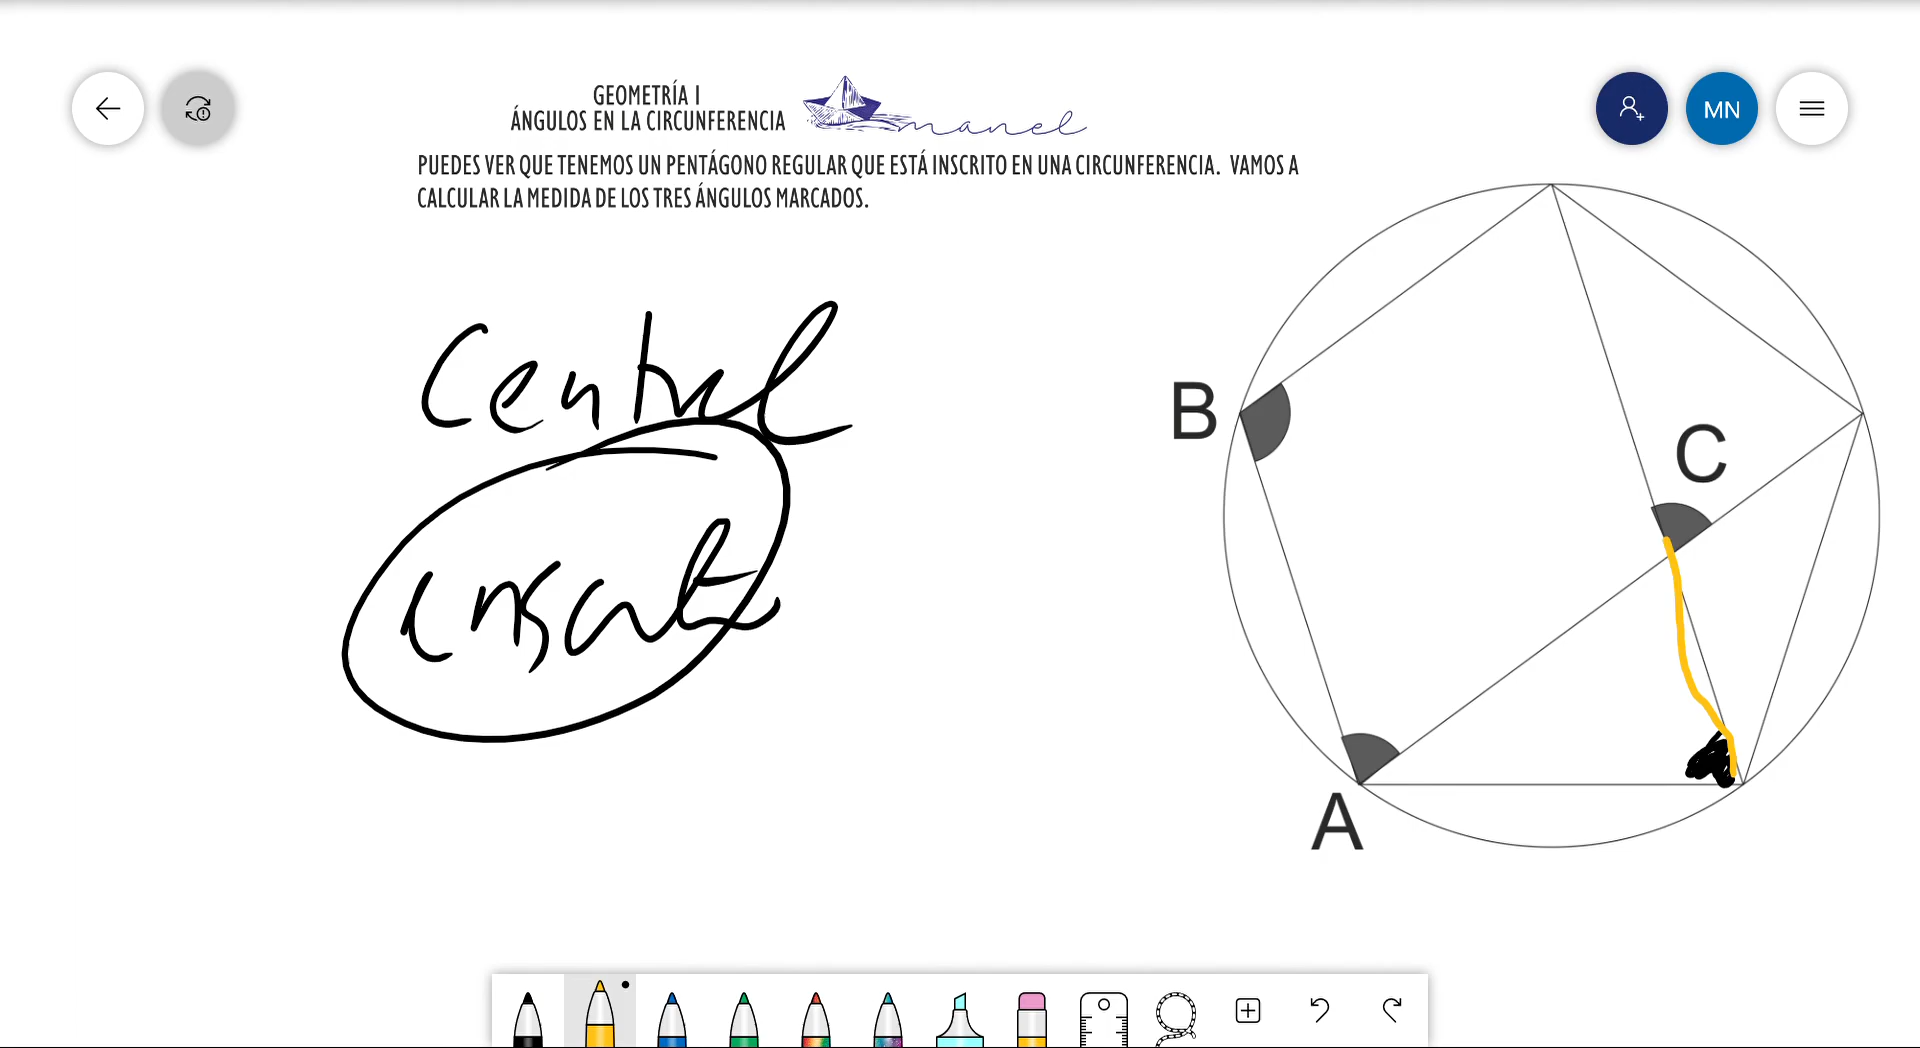 GEOMETRÍA I
ÁNGULOS EN LA CIRCUNFERENCIA
manel
MN
PUEDES VER QUE TENEMOS UN PENTÁGONO REGULAR QUE ESTÁ INSCRITO EN UNA CIRCUNFERENCIA. VAMOS A
CALCULAR LA MEDIDA DE LOS TRES ÁNGULOS MARCADOS.
Central
B
C
A